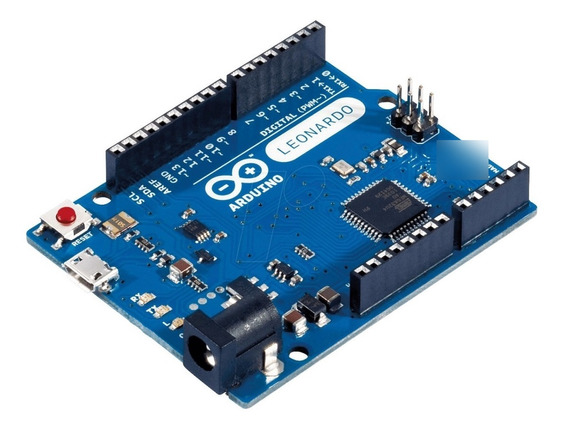 RX←0
TX→1
2
~3
4
~5
~6
7
DIGITAL (PWM~)
8
~9
~10
~11
12
~13
GND
AREF
SDA
SCL
LEONARDO
ARDUINO
RESET
TX